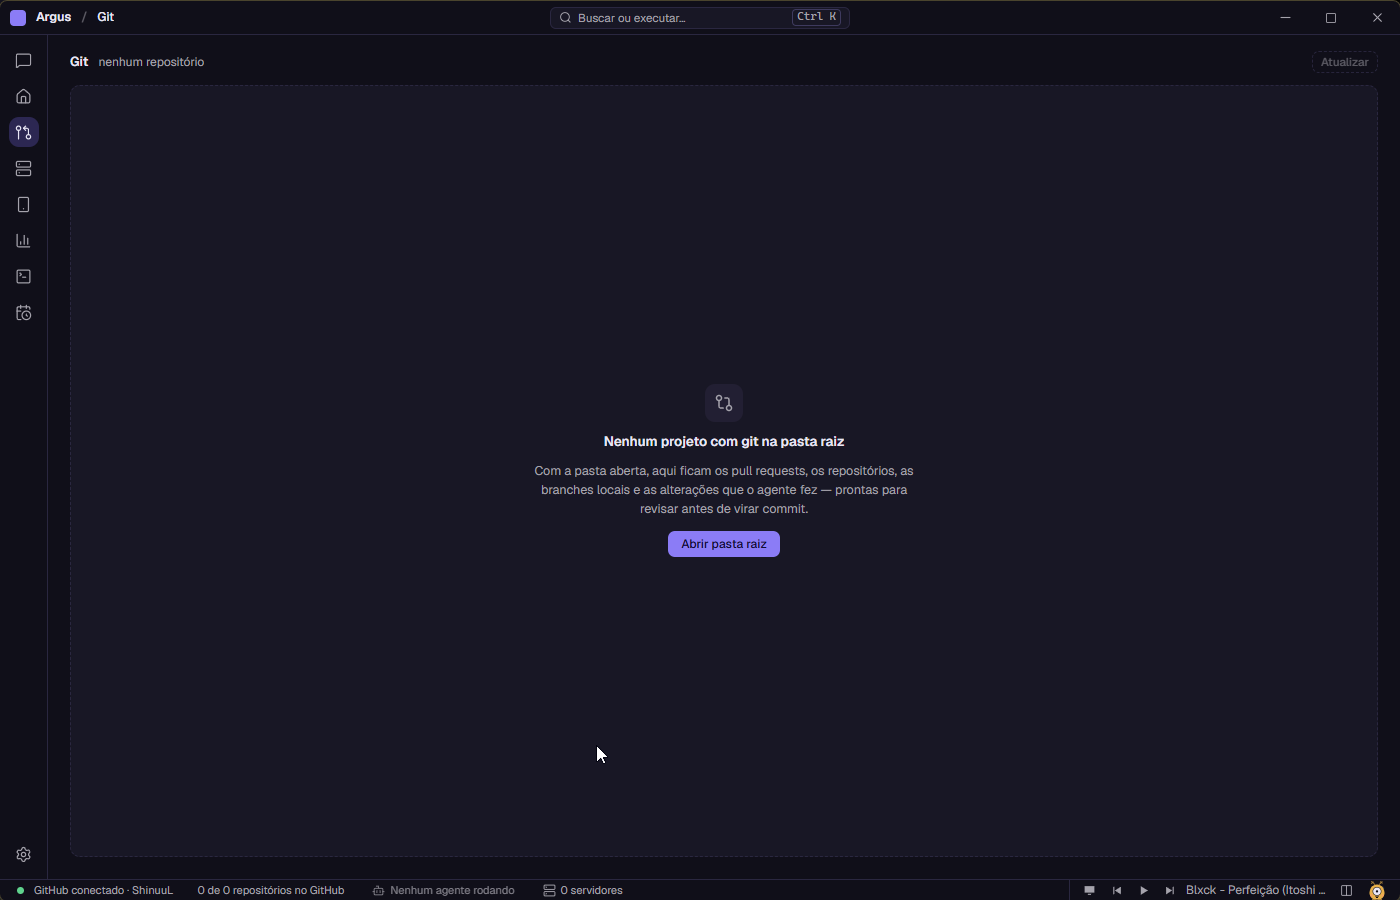 Argus / Git
Buscar ou executar... Ctrl K
Git nenhum repositório
Atualizar
Nenhum projeto com git na pasta raiz
Com a pasta aberta, aqui ficam os pull requests, os repositórios, as
branches locais e as alterações que o agente fez — prontas para
revisar antes de virar commit.
Abrir pasta raiz
GitHub conectado · ShinuuL
0 de 0 repositórios no GitHub
Nenhum agente rodando
0 servidores
Blxck - Perfeição (Itoshi ...